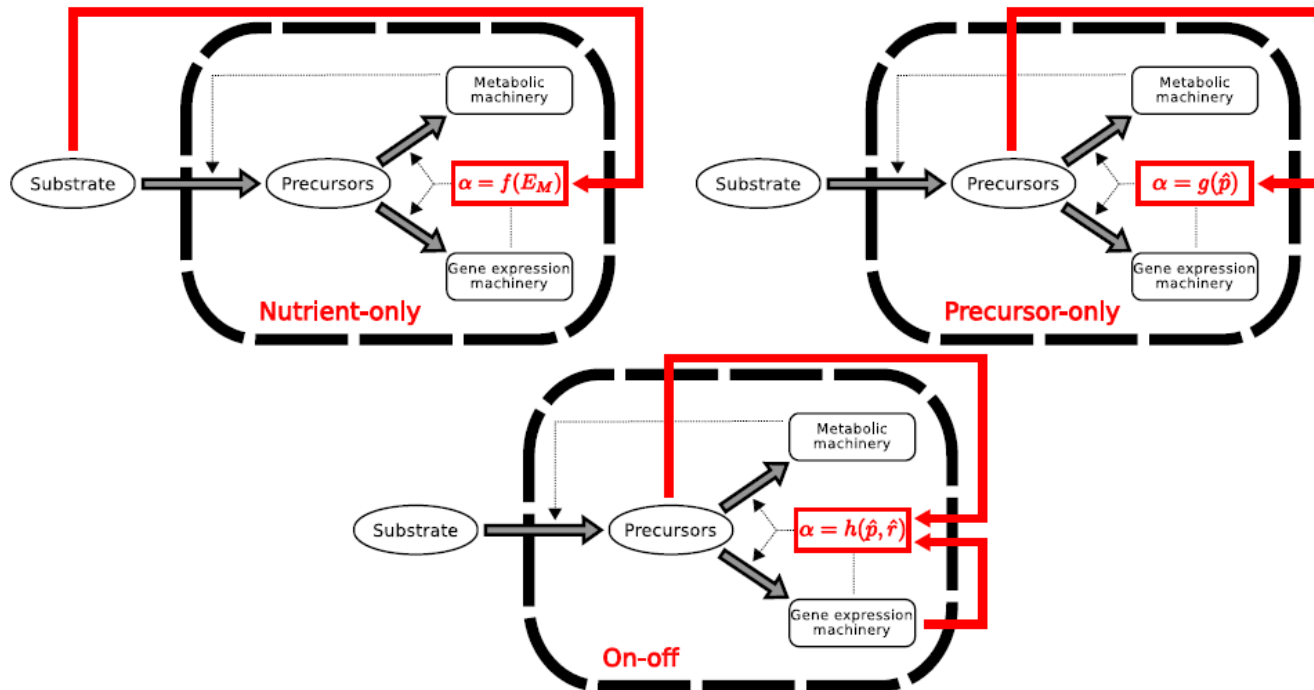 Metabolic
machinery
Substrate
Precursors
α = f(E_M)
Gene expression
machinery
Nutrient-only
Metabolic
machinery
Substrate
Precursors
α = g(p̂)
Gene expression
machinery
Precursor-only
Metabolic
machinery
Substrate
Precursors
α = h(p̂, r̂)
Gene expression
machinery
On-off